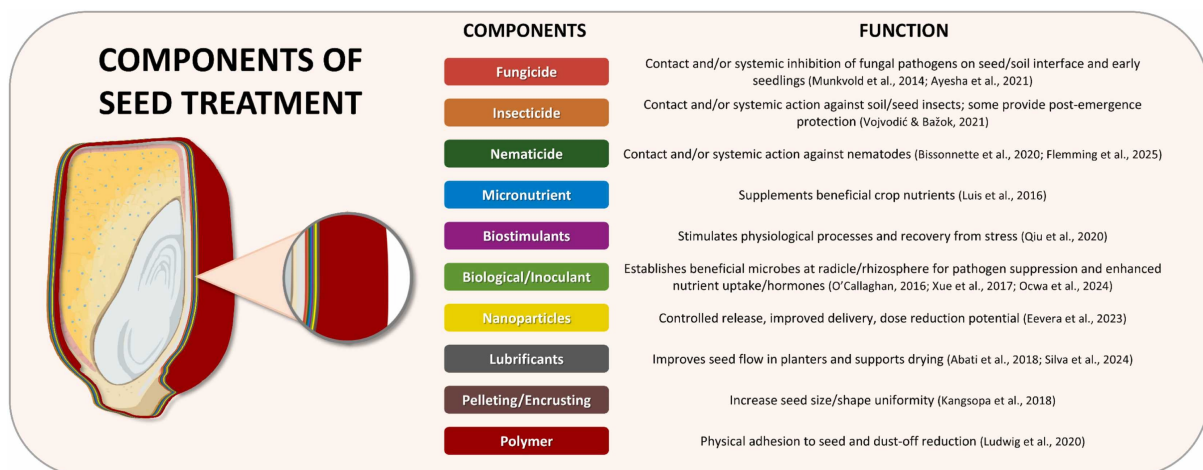 COMPONENTS OF
SEED TREATMENT
COMPONENTS
FUNCTION
Fungicide
Contact and/or systemic inhibition of fungal pathogens on seed/soil interface and early
seedlings (Munkvold et al., 2014; Ayesha et al., 2021)
Insecticide
Contact and/or systemic action against soil/seed insects; some provide post-emergence
protection (Vojvodić & Bažok, 2021)
Nematicide
Contact and/or systemic action against nematodes (Bissonnette et al., 2020; Flemming et al., 2025)
Micronutrient
Supplements beneficial crop nutrients (Luis et al., 2016)
Biostimulants
Stimulates physiological processes and recovery from stress (Qiu et al., 2020)
Biological/Inoculant
Establishes beneficial microbes at radicle/rhizosphere for pathogen suppression and enhanced
nutrient uptake/hormones (O'Callaghan, 2016; Xue et al., 2017; Ocwa et al., 2024)
Nanoparticles
Controlled release, improved delivery, dose reduction potential (Eevera et al., 2023)
Lubrificants
Improves seed flow in planters and supports drying (Abati et al., 2018; Silva et al., 2024)
Pelleting/Encrusting
Increase seed size/shape uniformity (Kangsopa et al., 2018)
Polymer
Physical adhesion to seed and dust-off reduction (Ludwig et al., 2020)